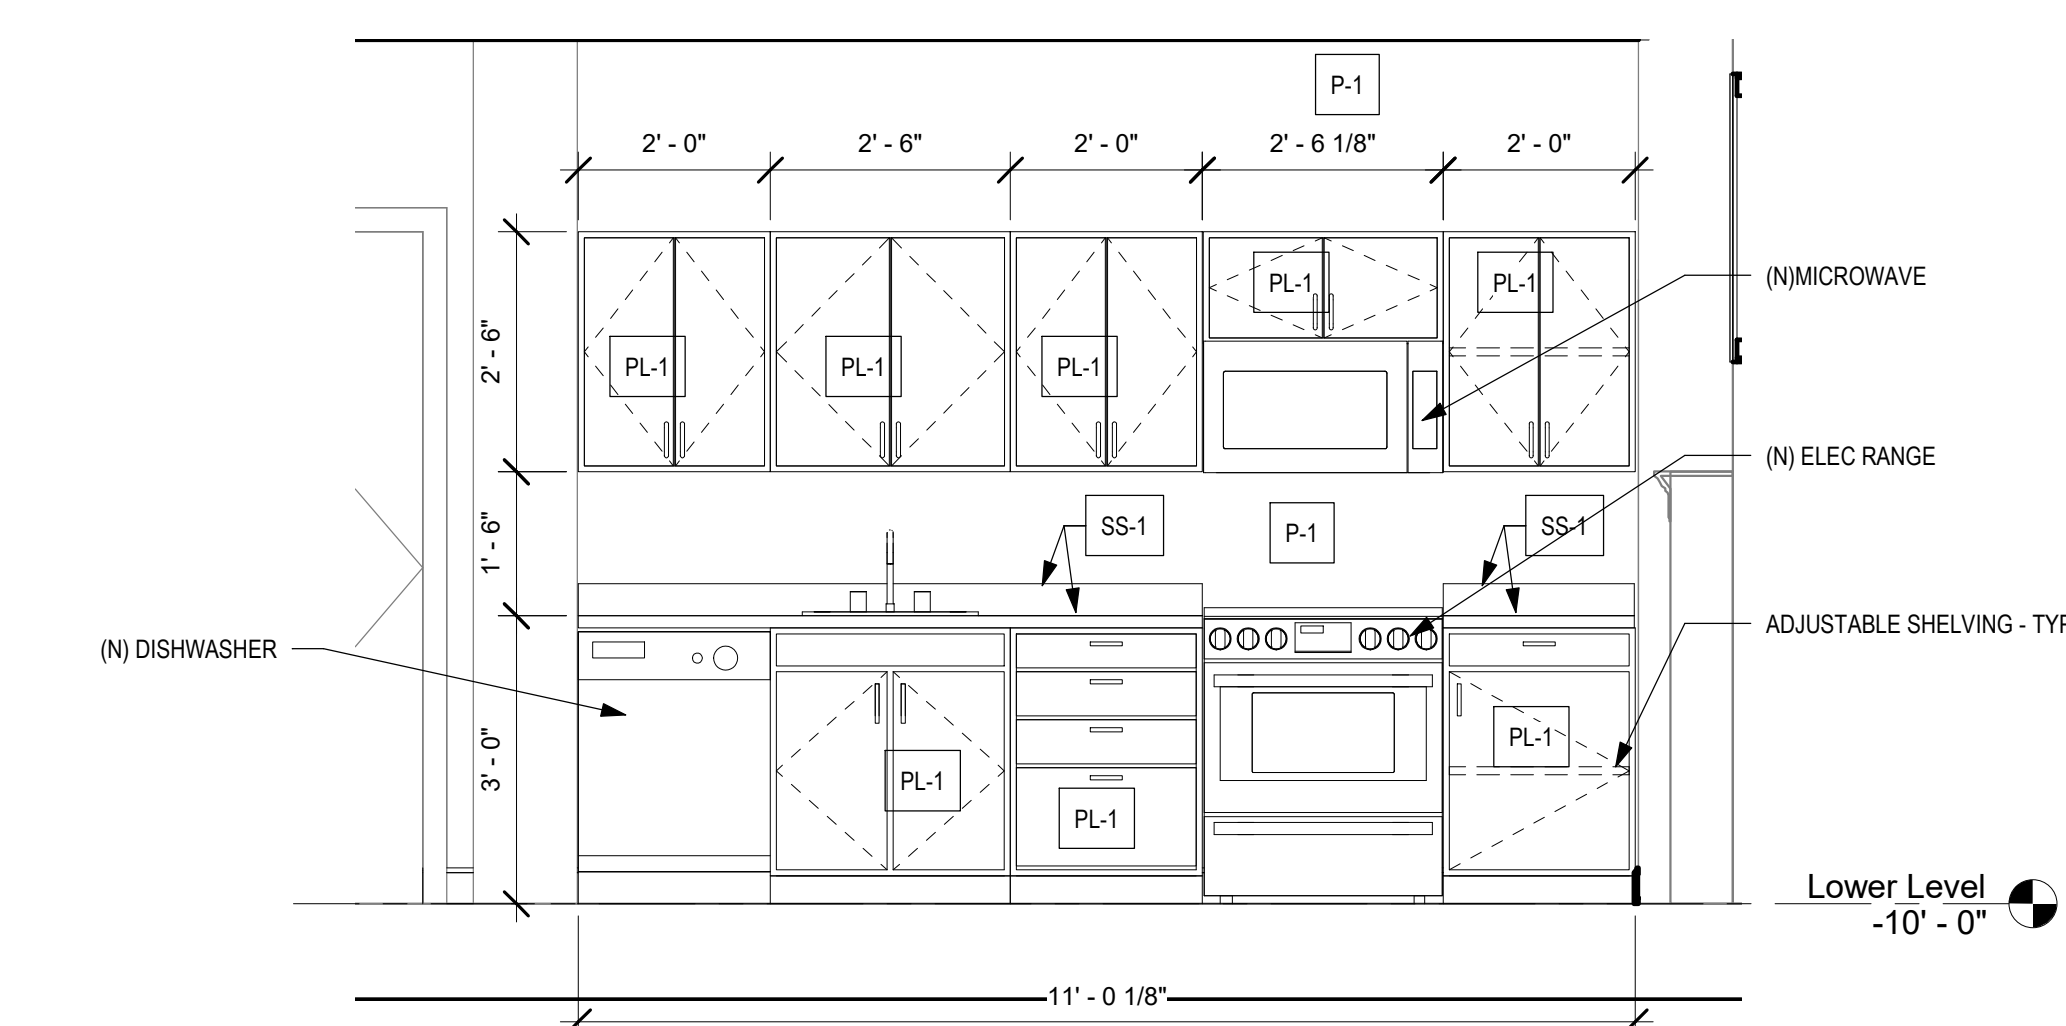 P-1
2' - 0" 2' - 6" 2' - 0" 2' - 6 1/8" 2' - 0"
PL-1 PL-1
(N)MICROWAVE
2' - 6"
PL-1 PL-1 PL-1
(N) ELEC RANGE
1' - 6"
SS-1 P-1 SS-1
ADJUSTABLE SHELVING - TYP
(N) DISHWASHER
3' - 0"
PL-1
PL-1
PL-1
Lower Level
-10' - 0"
11' - 0 1/8"